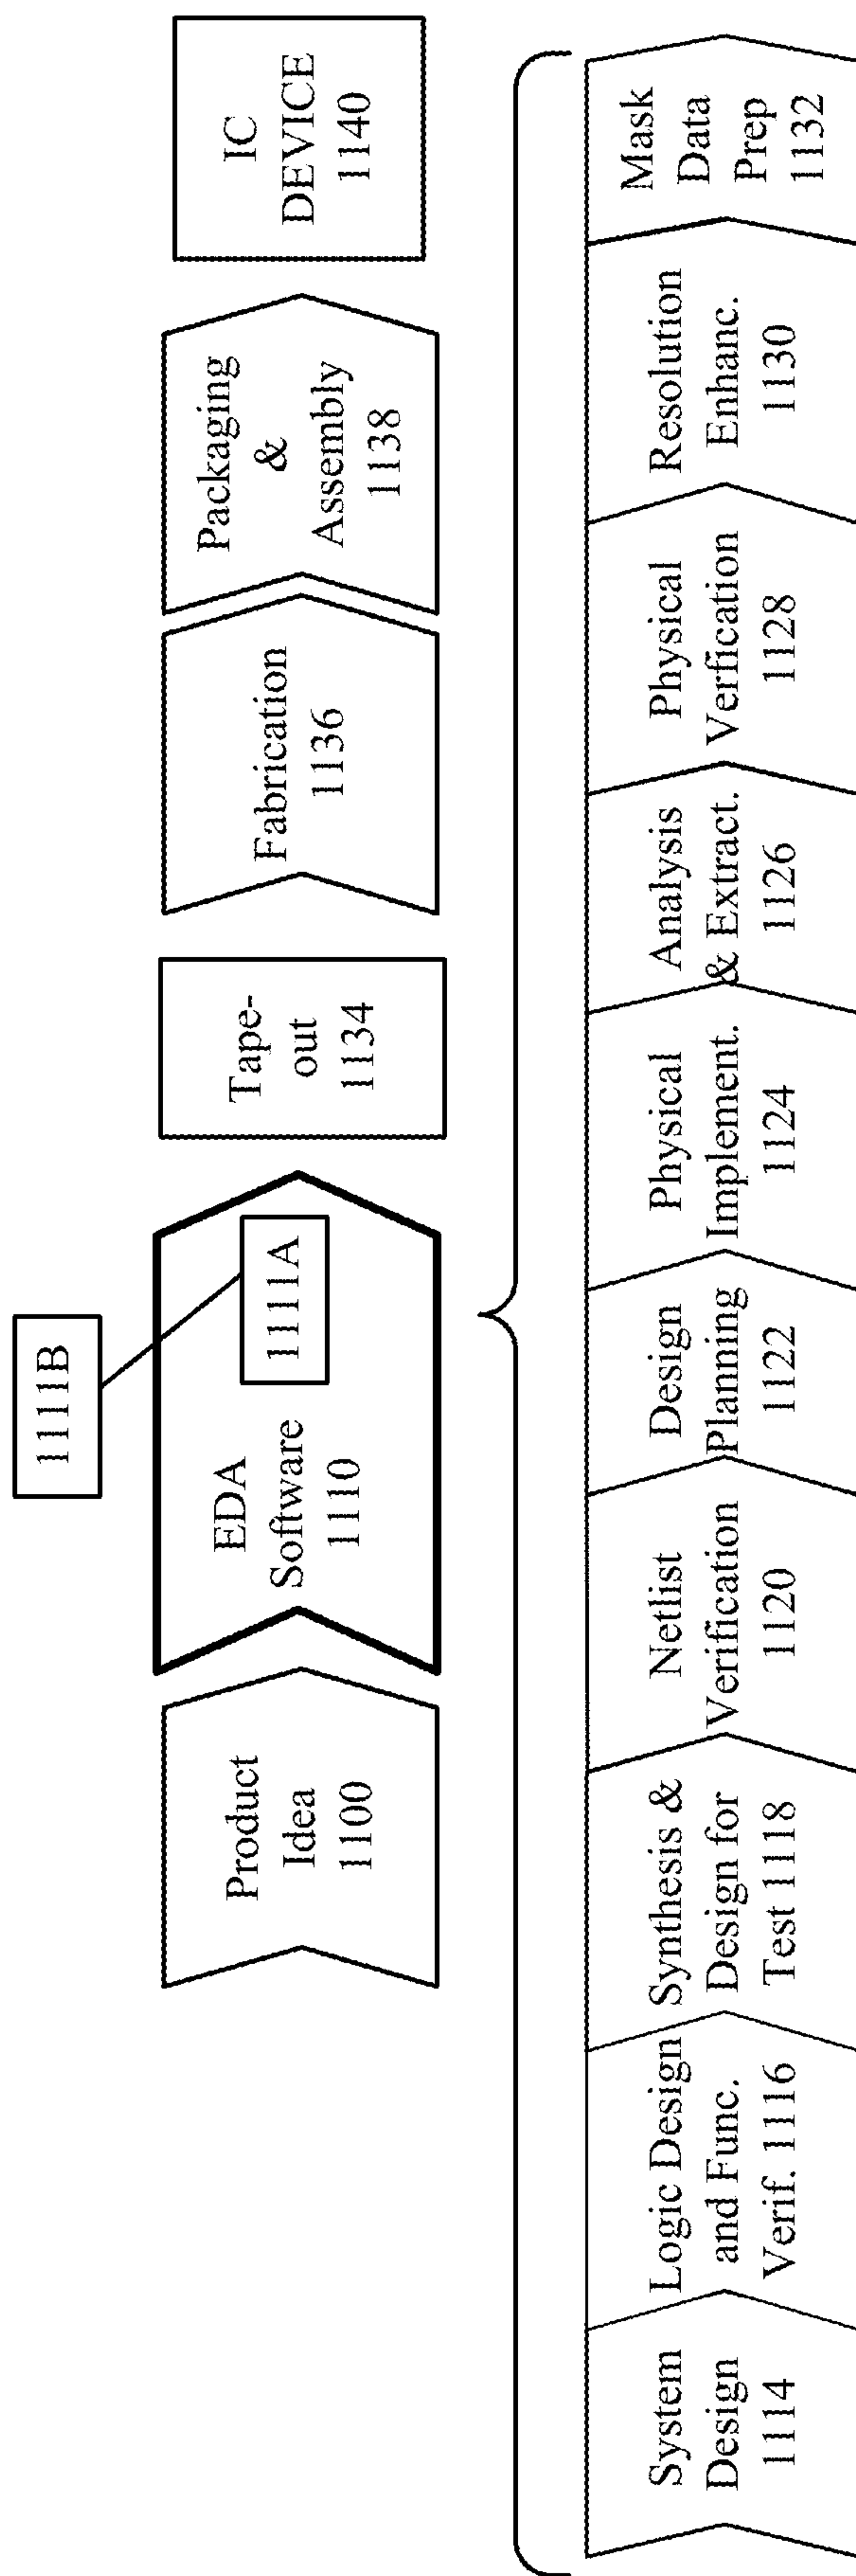 Product
Idea
1100
EDA
Software
1110
1111A
1111B
Tape-
out
1134
Fabrication
1136
Packaging
&
Assembly
1138
IC
DEVICE
1140
System
Design
1114
Logic Design
and Func.
Verif. 1116
Synthesis &
Design for
Test 1118
Netlist
Verification
1120
Design
Planning
1122
Physical
Implement.
1124
Analysis
& Extract.
1126
Physical
Verfication
1128
Resolution
Enhanc.
1130
Mask
Data
Prep
1132